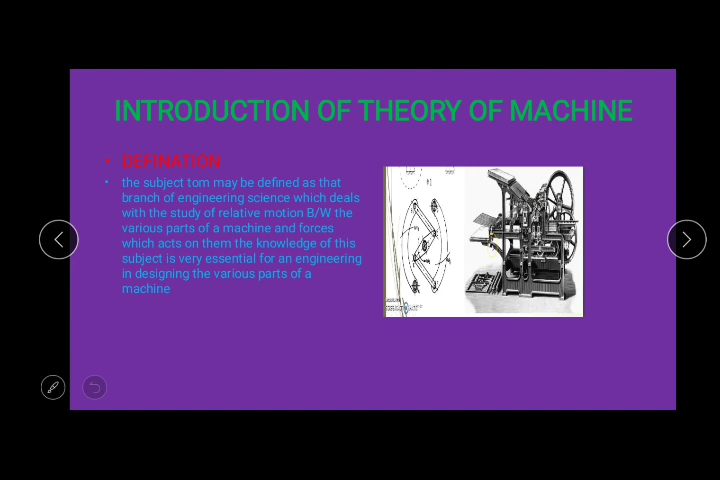 INTRODUCTION OF THEORY OF MACHINE
• DEFINATION
• the subject tom may be defined as that
branch of engineering science which deals
with the study of relative motion B/W the
various parts of a machine and forces
which acts on them the knowledge of this
subject is very essential for an engineering
in designing the various parts of a
machine